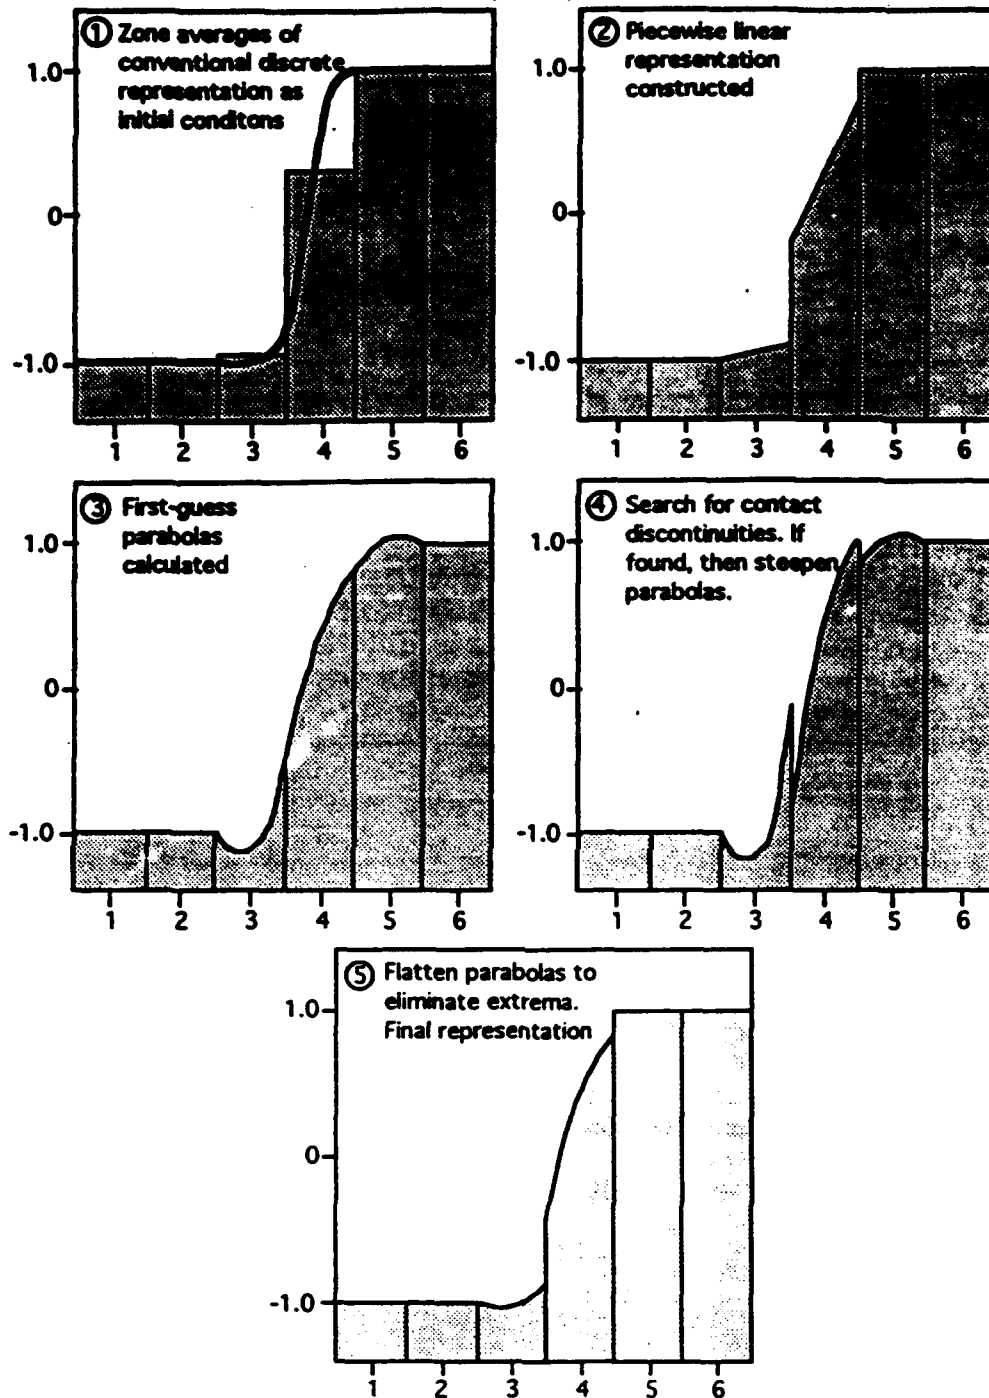 ① Zone averages of
conventional discrete
representation as
initial conditons
1.0
0
-1.0
1 2 3 4 5 6
② Piecewise linear
representation
constructed
1.0
0
-1.0
1 2 3 4 5 6
③ First-guess
parabolas
calculated
1.0
0
-1.0
1 2 3 4 5 6
④ Search for contact
discontinuities. If
found, then steepen
parabolas.
1.0
0
-1.0
1 2 3 4 5 6
⑤ Flatten parabolas to
eliminate extrema.
Final representation
1.0
0
-1.0
1 2 3 4 5 6